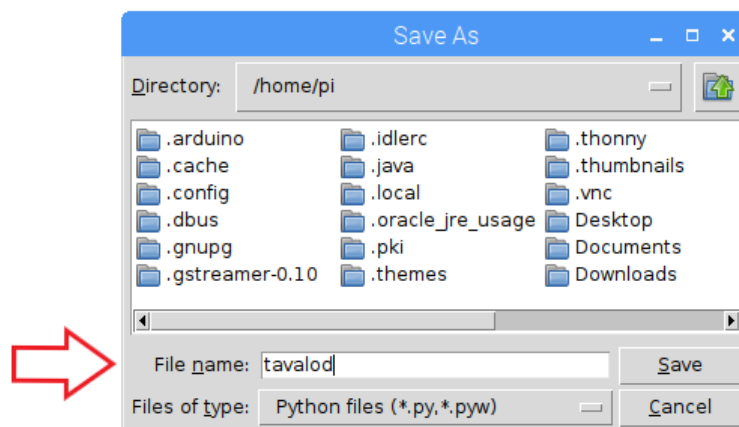 Save As
Directory: /home/pi
.arduino .idlerc .thonny
.cache .java .thumbnails
.config .local .vnc
.dbus .oracle_jre_usage Desktop
.gnupg .pki Documents
.gstreamer-0.10 .themes Downloads
File name: tavalod Save
Files of type: Python files (*.py,*.pyw) Cancel